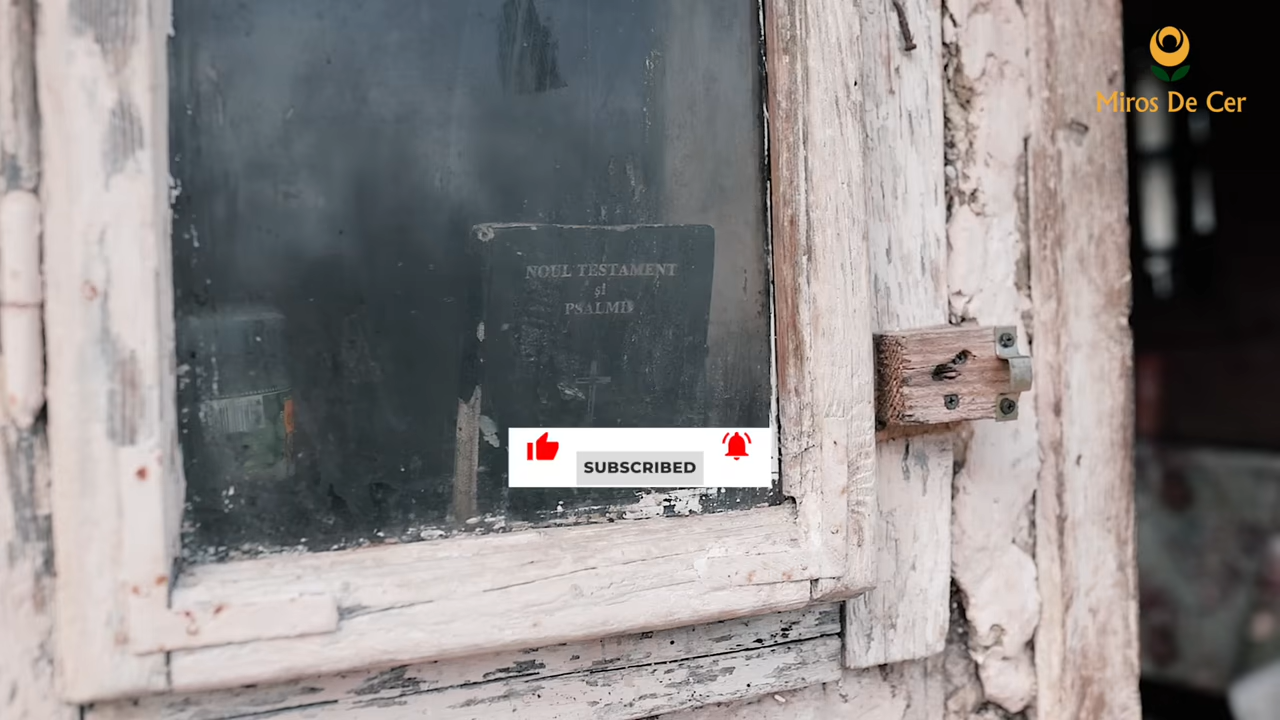 Miros De Cer
NOUL TESTAMENT
și
PSALMII
SUBSCRIBED